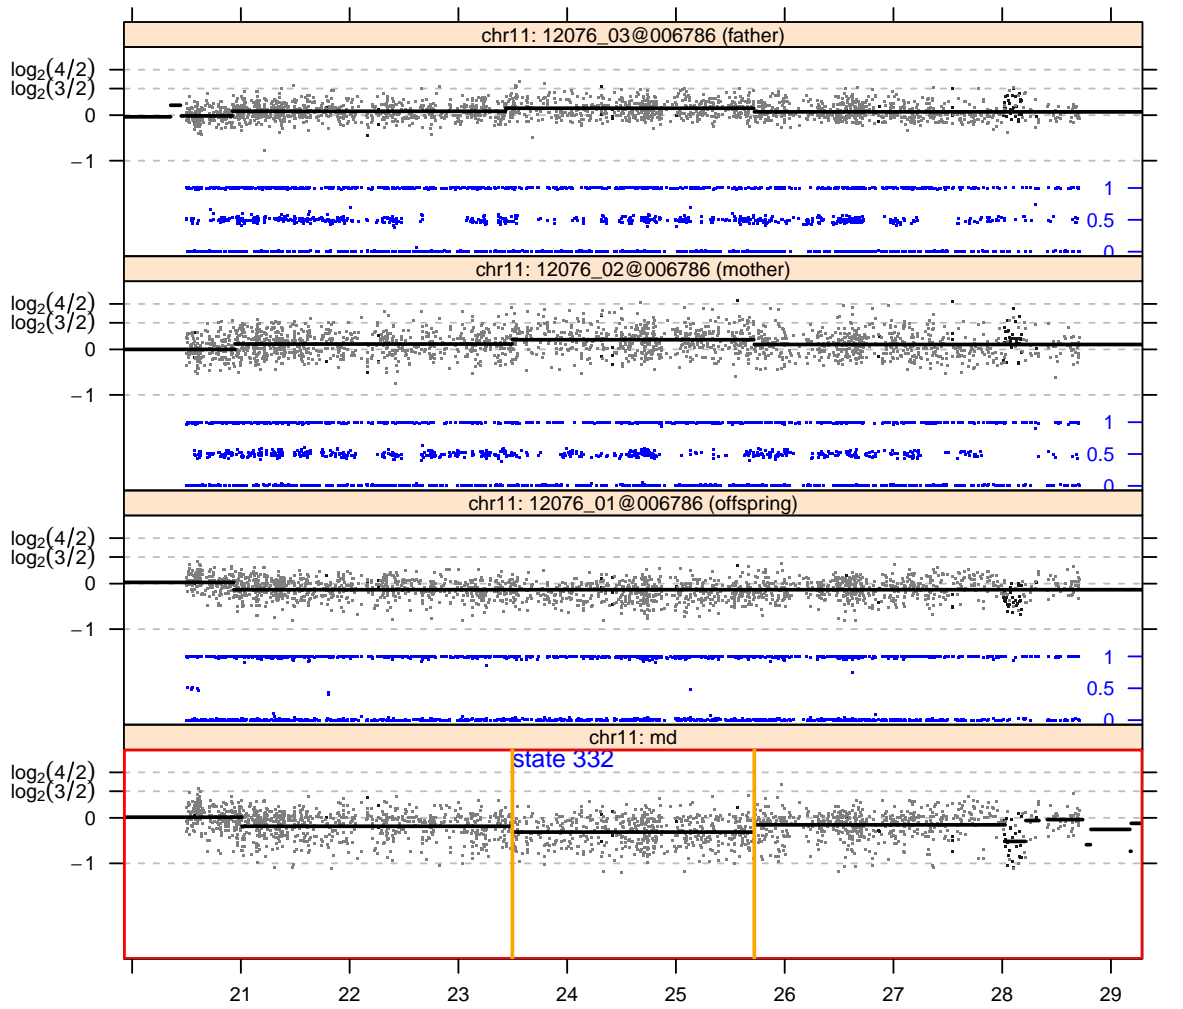 chr11: 12076_03@006786 (father)
log2(4/2)
log2(3/2)
0
−1
1
0.5
0
chr11: 12076_02@006786 (mother)
log2(4/2)
log2(3/2)
0
−1
1
0.5
0
chr11: 12076_01@006786 (offspring)
log2(4/2)
log2(3/2)
0
−1
1
0.5
0
chr11: md
state 332
log2(4/2)
log2(3/2)
0
−1
21 22 23 24 25 26 27 28 29